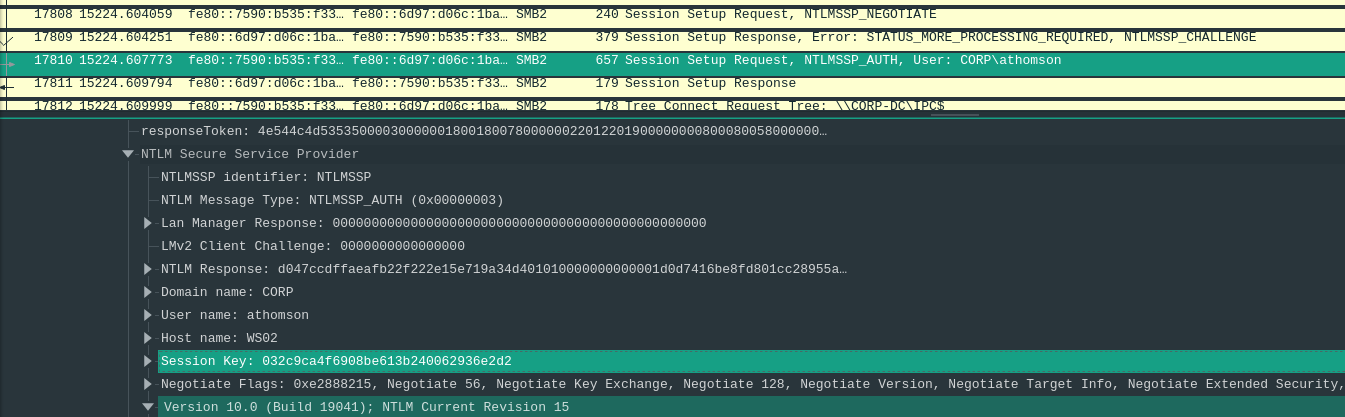 17808 15224.604059 fe80::7590:b535:f33… fe80::6d97:d06c:1ba… SMB2 240 Session Setup Request, NTLMSSP_NEGOTIATE
17809 15224.604251 fe80::6d97:d06c:1ba… fe80::7590:b535:f33… SMB2 379 Session Setup Response, Error: STATUS_MORE_PROCESSING_REQUIRED, NTLMSSP_CHALLENGE
17810 15224.607773 fe80::7590:b535:f33… fe80::6d97:d06c:1ba… SMB2 657 Session Setup Request, NTLMSSP_AUTH, User: CORP\athomson
17811 15224.609794 fe80::6d97:d06c:1ba… fe80::7590:b535:f33… SMB2 179 Session Setup Response
17812 15224.609999 fe80::7590:b535:f33… fe80::6d97:d06c:1ba… SMB2 178 Tree Connect Request Tree: \\CORP-DC\IPC$
responseToken: 4e544c4d53535000030000001800180078000000220122019000000000800080058000000…
NTLM Secure Service Provider
NTLMSSP identifier: NTLMSSP
NTLM Message Type: NTLMSSP_AUTH (0x00000003)
Lan Manager Response: 000000000000000000000000000000000000000000000000
LMv2 Client Challenge: 0000000000000000
NTLM Response: d047ccdffaeafb22f222e15e719a34d401010000000000001d0d7416be8fd801cc28955a…
Domain name: CORP
User name: athomson
Host name: WS02
Session Key: 032c9ca4f6908be613b240062936e2d2
Negotiate Flags: 0xe2888215, Negotiate 56, Negotiate Key Exchange, Negotiate 128, Negotiate Version, Negotiate Target Info, Negotiate Extended Security,
Version 10.0 (Build 19041); NTLM Current Revision 15